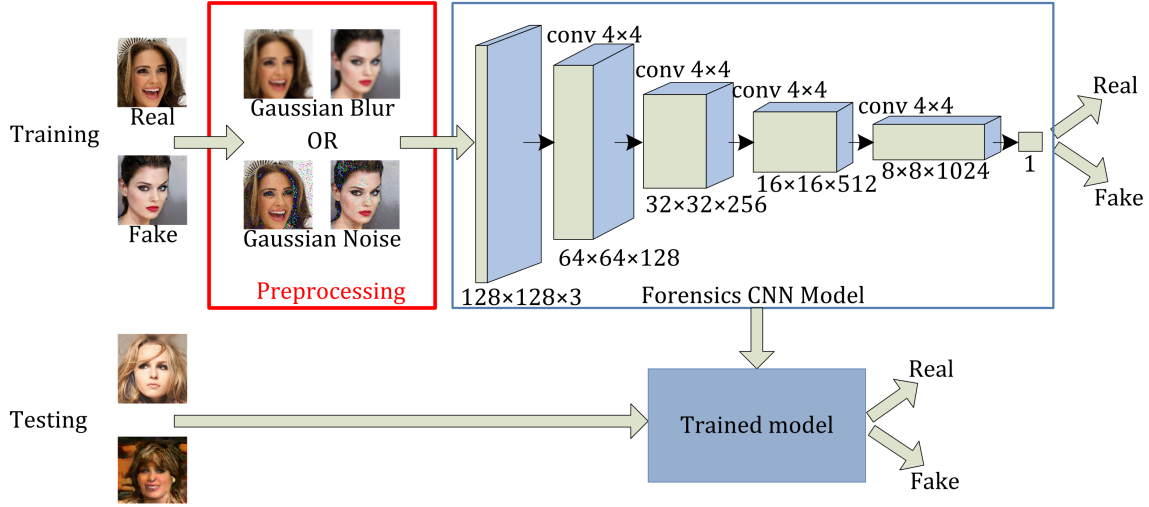 Training
Real
Fake
Gaussian Blur
OR
Gaussian Noise
Preprocessing
conv 4×4
conv 4×4
conv 4×4
conv 4×4
128×128×3
64×64×128
32×32×256
16×16×512
8×8×1024
1
Real
Fake
Forensics CNN Model
Testing
Trained model
Real
Fake